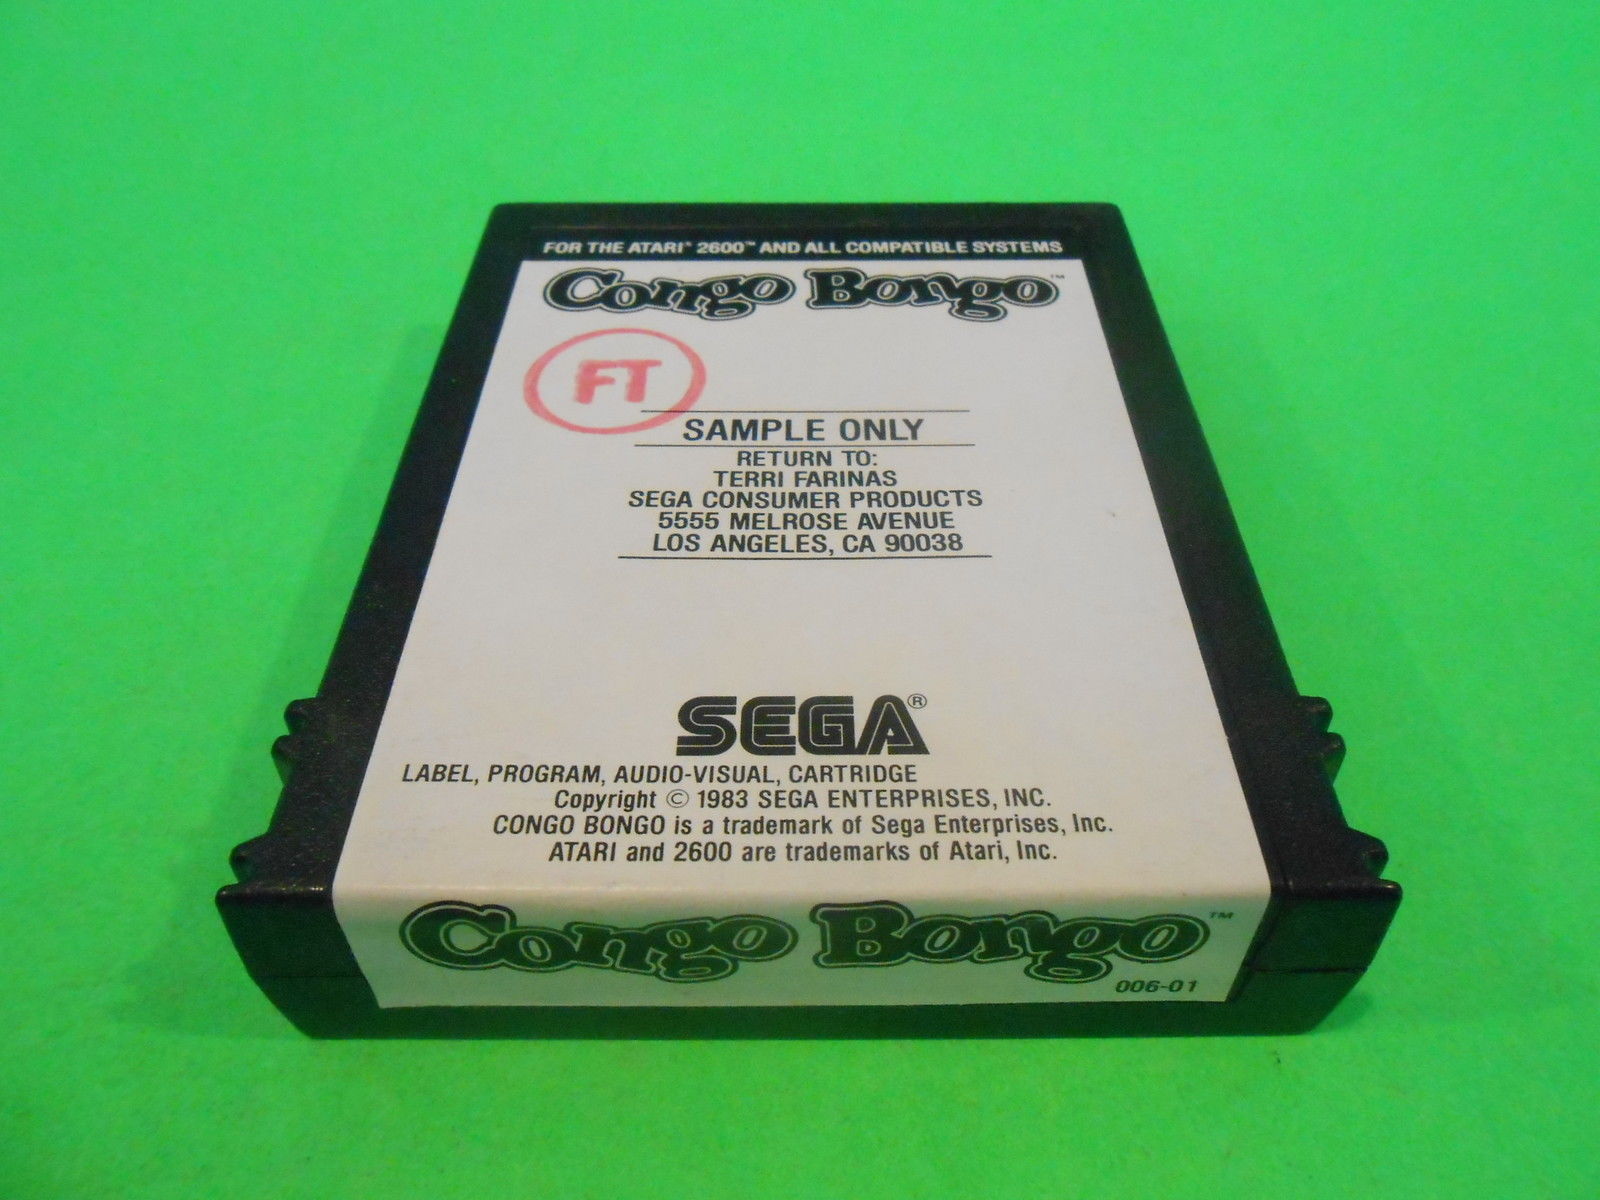 FOR THE ATARI® 2600™ AND ALL COMPATIBLE SYSTEMS
Congo Bongo™
FT
SAMPLE ONLY
RETURN TO:
TERRI FARINAS
SEGA CONSUMER PRODUCTS
5555 MELROSE AVENUE
LOS ANGELES, CA 90038
SEGA®
LABEL, PROGRAM, AUDIO-VISUAL, CARTRIDGE
Copyright © 1983 SEGA ENTERPRISES, INC.
CONGO BONGO is a trademark of Sega Enterprises, Inc.
ATARI and 2600 are trademarks of Atari, Inc.
Congo Bongo™
006-01